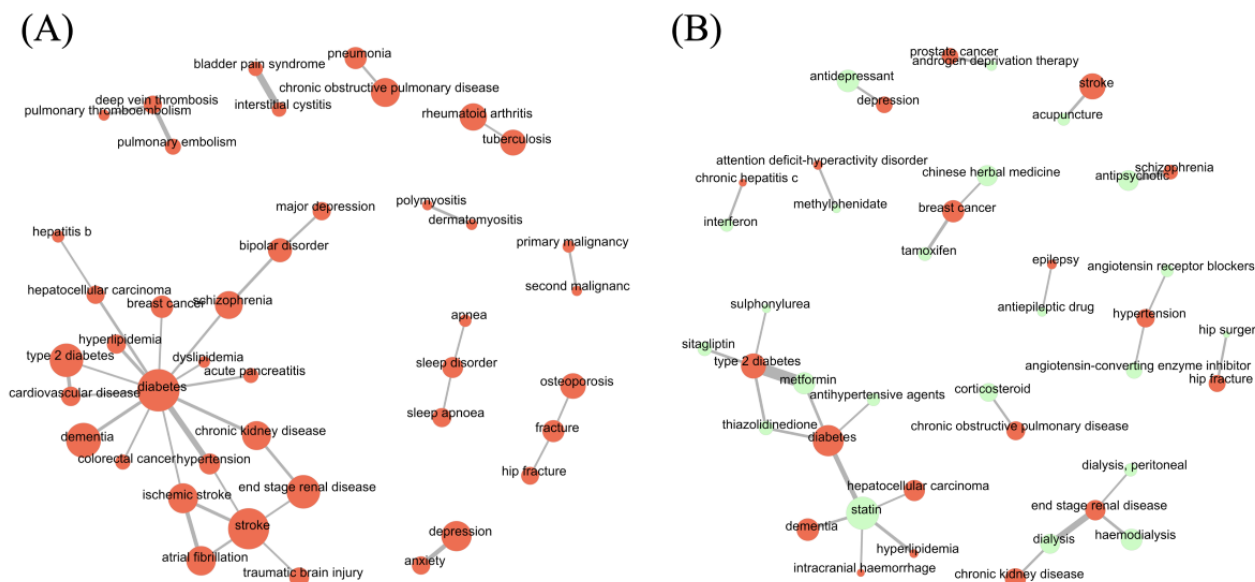 (A)
pneumonia
bladder pain syndrome
chronic obstructive pulmonary disease
deep vein thrombosis
pulmonary thromboembolism
interstitial cystitis
rheumatoid arthritis
tuberculosis
pulmonary embolism
major depression
polymyositis
dermatomyositis
hepatitis b
bipolar disorder
primary malignancy
hepatocellular carcinoma
breast cancer
schizophrenia
second malignanc
apnea
hyperlipidemia
type 2 diabetes
dyslipidemia
sleep disorder
acute pancreatitis
diabetes
osteoporosis
cardiovascular disease
sleep apnoea
dementia
chronic kidney disease
fracture
colorectal cancer
hypertension
hip fracture
ischemic stroke
end stage renal disease
stroke
depression
atrial fibrillation
anxiety
traumatic brain injury
(B)
prostate cancer
androgen deprivation therapy
antidepressant
depression
stroke
acupuncture
attention deficit-hyperactivity disorder
chronic hepatitis c
chinese herbal medicine
schizophrenia
antipsychotic
methylphenidate
breast cancer
interferon
tamoxifen
epilepsy
angiotensin receptor blockers
sulphonylurea
antiepileptic drug
hypertension
hip surger
sitagliptin
type 2 diabetes
metformin
angiotensin-converting enzyme inhibitor
hip fracture
antihypertensive agents
corticosteroid
thiazolidinedione
diabetes
chronic obstructive pulmonary disease
dialysis, peritoneal
hepatocellular carcinoma
end stage renal disease
statin
dementia
dialysis
haemodialysis
hyperlipidemia
intracranial haemorrhage
chronic kidney disease